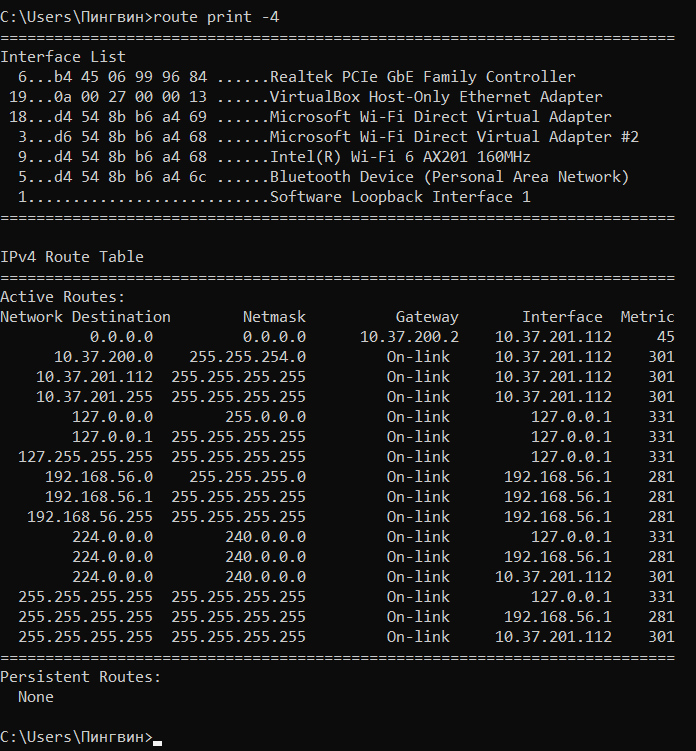 C:\Users\Пингвин>route print -4
===========================================================================
Interface List
  6...b4 45 06 99 96 84 ......Realtek PCIe GbE Family Controller
 19...0a 00 27 00 00 13 ......VirtualBox Host-Only Ethernet Adapter
 18...d4 54 8b b6 a4 69 ......Microsoft Wi-Fi Direct Virtual Adapter
  3...d6 54 8b b6 a4 68 ......Microsoft Wi-Fi Direct Virtual Adapter #2
  9...d4 54 8b b6 a4 68 ......Intel(R) Wi-Fi 6 AX201 160MHz
  5...d4 54 8b b6 a4 6c ......Bluetooth Device (Personal Area Network)
  1...........................Software Loopback Interface 1
===========================================================================
IPv4 Route Table
===========================================================================
Active Routes:
Network Destination        Netmask          Gateway       Interface  Metric
          0.0.0.0          0.0.0.0      10.37.200.2    10.37.201.112     45
      10.37.200.0    255.255.254.0         On-link     10.37.201.112    301
    10.37.201.112  255.255.255.255         On-link     10.37.201.112    301
    10.37.201.255  255.255.255.255         On-link     10.37.201.112    301
        127.0.0.0        255.0.0.0         On-link         127.0.0.1    331
        127.0.0.1  255.255.255.255         On-link         127.0.0.1    331
  127.255.255.255  255.255.255.255         On-link         127.0.0.1    331
     192.168.56.0    255.255.255.0         On-link      192.168.56.1    281
     192.168.56.1  255.255.255.255         On-link      192.168.56.1    281
   192.168.56.255  255.255.255.255         On-link      192.168.56.1    281
        224.0.0.0        240.0.0.0         On-link         127.0.0.1    331
        224.0.0.0        240.0.0.0         On-link      192.168.56.1    281
        224.0.0.0        240.0.0.0         On-link     10.37.201.112    301
  255.255.255.255  255.255.255.255         On-link         127.0.0.1    331
  255.255.255.255  255.255.255.255         On-link      192.168.56.1    281
  255.255.255.255  255.255.255.255         On-link     10.37.201.112    301
===========================================================================
Persistent Routes:
  None
C:\Users\Пингвин>